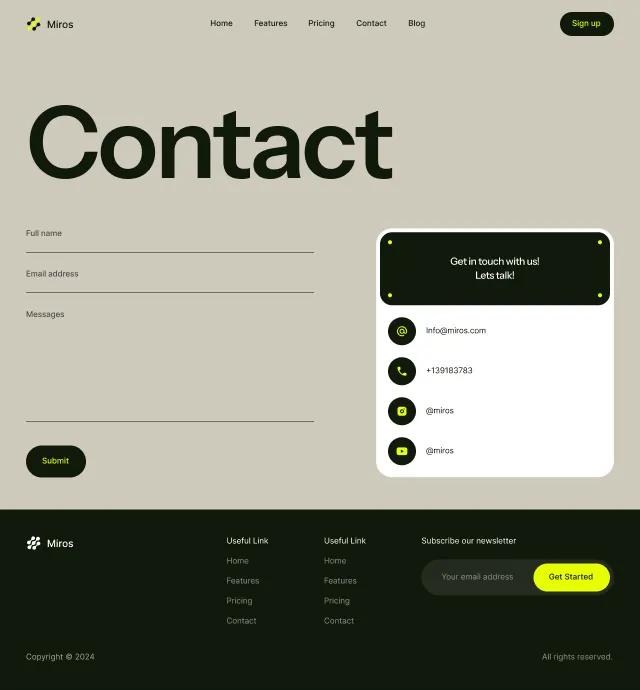 Miros
Home Features Pricing Contact Blog
Sign up
Contact
Full name
Email address
Messages
Submit
Get in touch with us!
Lets talk!
Info@miros.com
+139183783
@miros
@miros
Miros
Useful Link
Home
Features
Pricing
Contact
Useful Link
Home
Features
Pricing
Contact
Subscribe our newsletter
Your email address
Get Started
Copyright © 2024
All rights reserved.